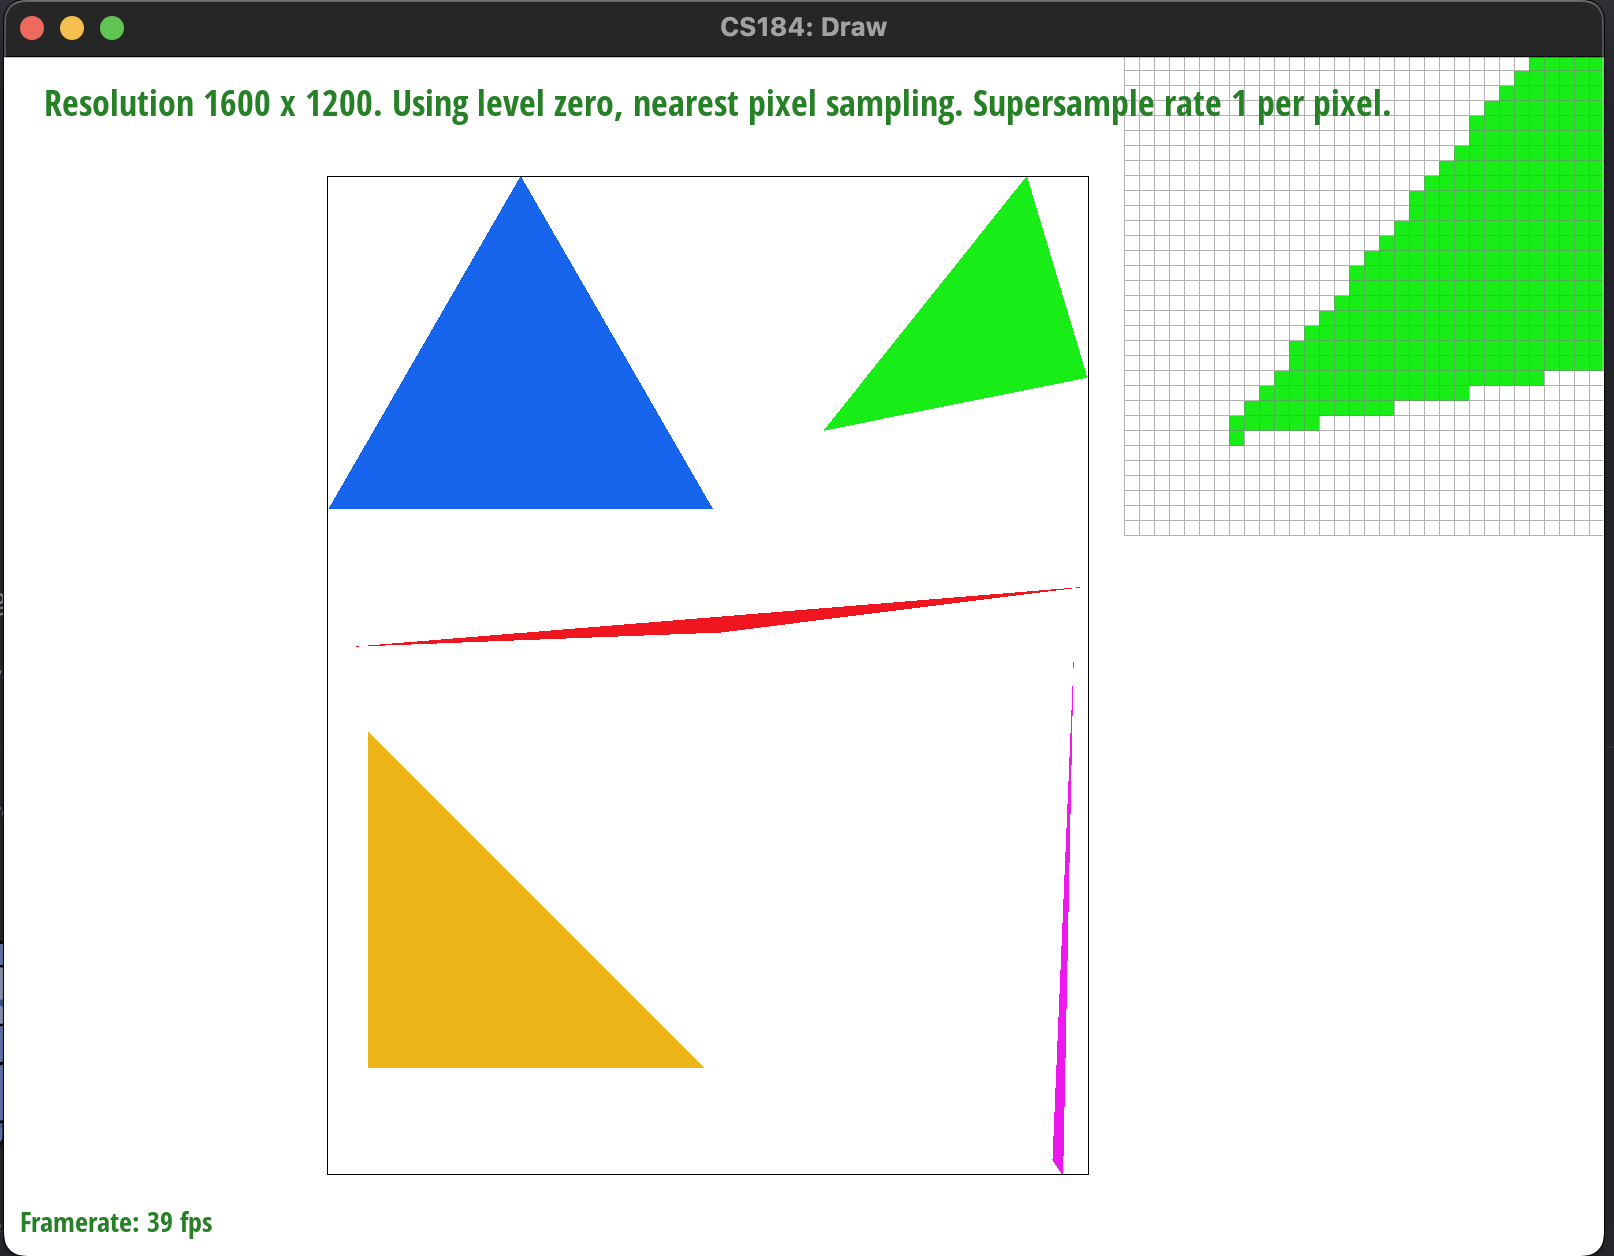 CS184: Draw
Resolution 1600 x 1200. Using level zero, nearest pixel sampling. Supersample rate 1 per pixel.
Framerate: 39 fps